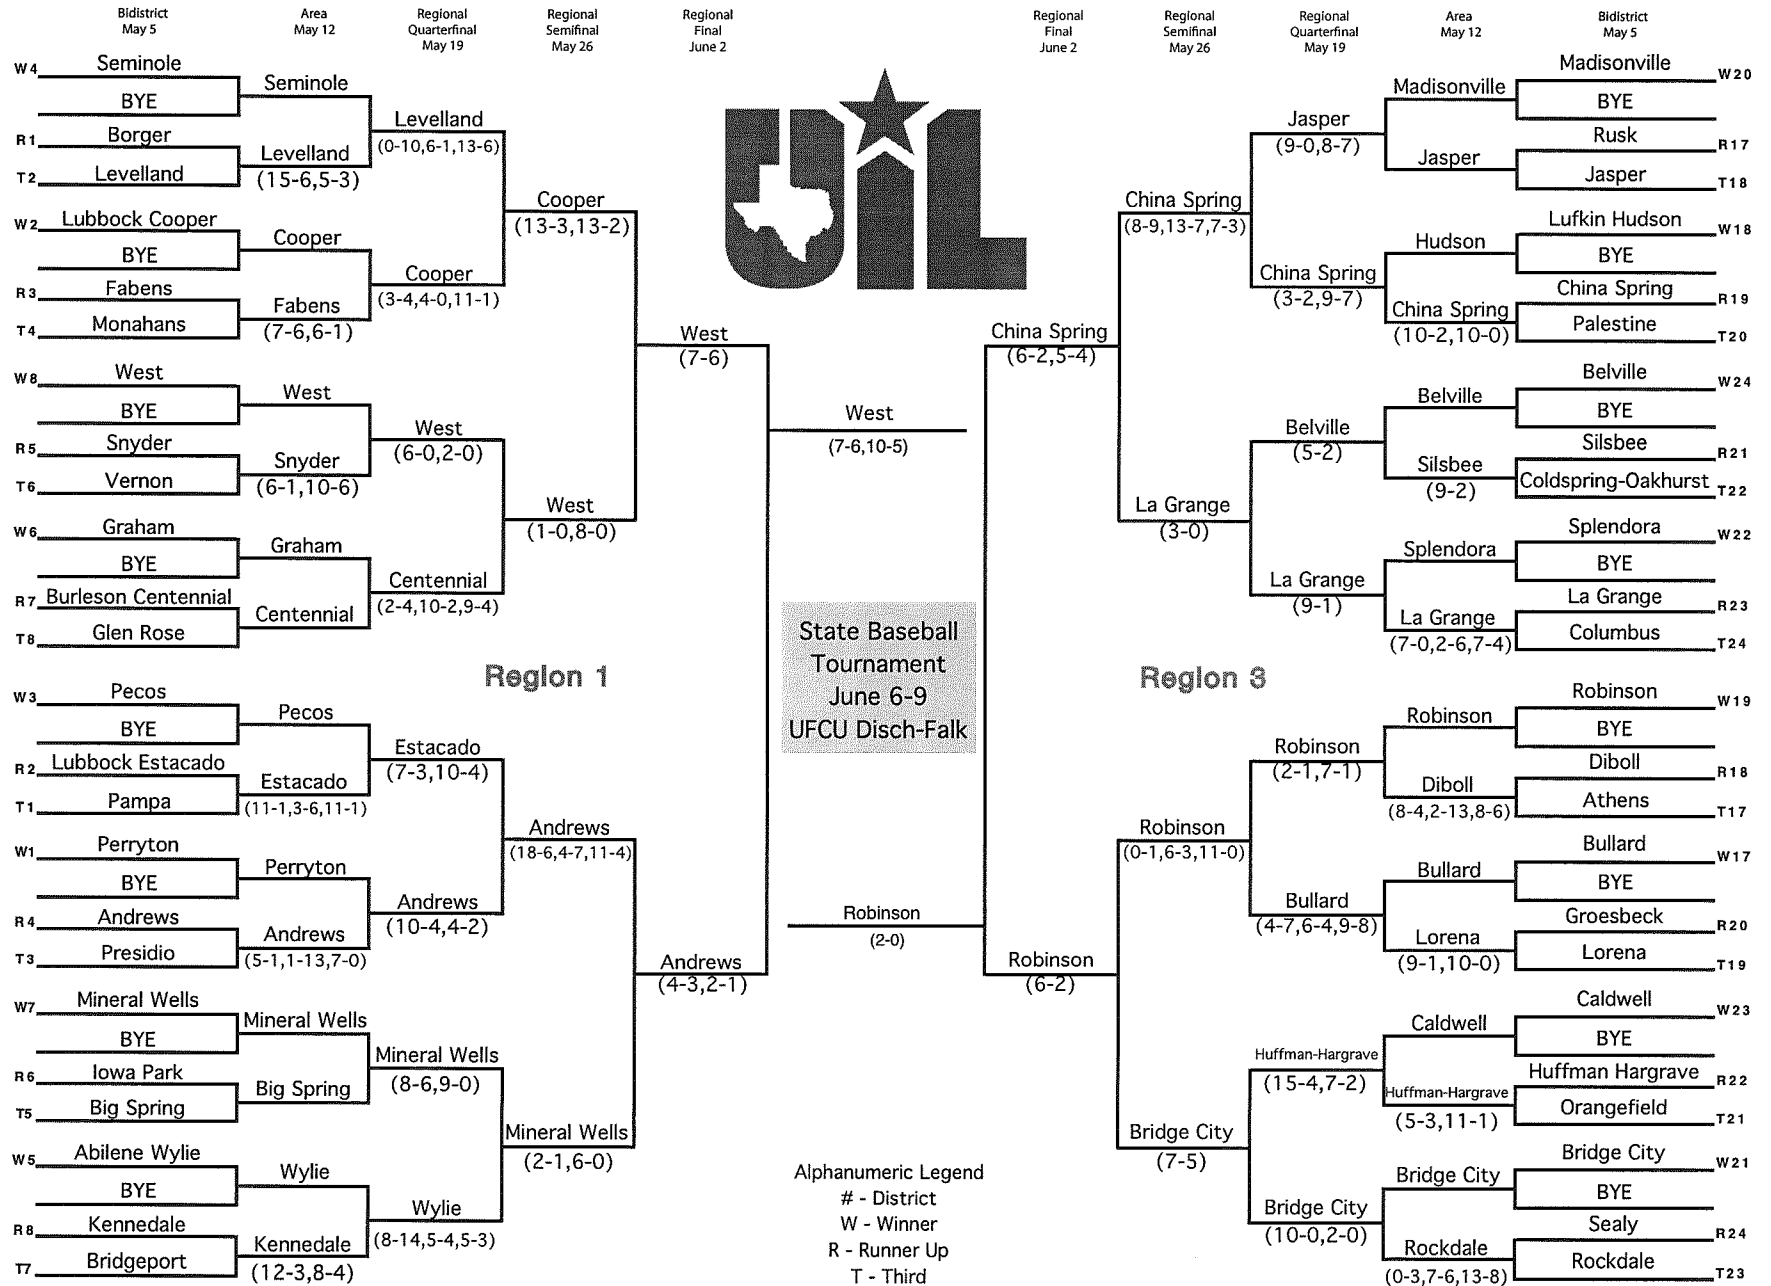 Bidistrict
May 5
Area
May 12
Regional
Quarterfinal
May 19
Regional
Semifinal
May 26
Regional
Final
June 2
Regional
Final
June 2
Regional
Semifinal
May 26
Regional
Quarterfinal
May 19
Area
May 12
Bidistrict
May 5
W4 Seminole
BYE
R1 Borger
T2 Levelland
W2 Lubbock Cooper
BYE
R3 Fabens
T4 Monahans
W8 West
BYE
R5 Snyder
T6 Vernon
W6 Graham
BYE
R7 Burleson Centennial
T8 Glen Rose
W3 Pecos
BYE
R2 Lubbock Estacado
T1 Pampa
W1 Perryton
BYE
R4 Andrews
T3 Presidio
W7 Mineral Wells
BYE
R6 Iowa Park
T5 Big Spring
W5 Abilene Wylie
BYE
R8 Kennedale
T7 Bridgeport
Seminole
Levelland
(15-6,5-3)
Cooper
Fabens
(7-6,6-1)
West
Snyder
(6-1,10-6)
Graham
Centennial
Pecos
Estacado
(11-1,3-6,11-1)
Perryton
Andrews
(5-1,1-13,7-0)
Mineral Wells
Big Spring
Wylie
Kennedale
(12-3,8-4)
Levelland
(0-10,6-1,13-6)
Cooper
(3-4,4-0,11-1)
West
(6-0,2-0)
Centennial
(2-4,10-2,9-4)
Estacado
(7-3,10-4)
Andrews
(10-4,4-2)
Mineral Wells
(8-6,9-0)
Wylie
(8-14,5-4,5-3)
Cooper
(13-3,13-2)
West
(1-0,8-0)
Region 1
Andrews
(18-6,4-7,11-4)
Mineral Wells
(2-1,6-0)
West
(7-6)
Andrews
(4-3,2-1)
UIL
West
(7-6,10-5)
State Baseball
Tournament
June 6-9
UFCU Disch-Falk
Robinson
(2-0)
Alphanumeric Legend
# - District
W - Winner
R - Runner Up
T - Third
China Spring
(6-2,5-4)
Robinson
(6-2)
China Spring
(8-9,13-7,7-3)
La Grange
(3-0)
Region 3
Robinson
(0-1,6-3,11-0)
Bridge City
(7-5)
Jasper
(9-0,8-7)
China Spring
(3-2,9-7)
Belville
(5-2)
La Grange
(9-1)
Robinson
(2-1,7-1)
Bullard
(4-7,6-4,9-8)
Huffman-Hargrave
(15-4,7-2)
Bridge City
(10-0,2-0)
Madisonville
Jasper
Hudson
China Spring
(10-2,10-0)
Belville
Silsbee
(9-2)
Splendora
La Grange
(7-0,2-6,7-4)
Robinson
Diboll
(8-4,2-13,8-6)
Bullard
Lorena
(9-1,10-0)
Caldwell
Huffman-Hargrave
(5-3,11-1)
Bridge City
Rockdale
(0-3,7-6,13-8)
Madisonville W20
BYE
Rusk R17
Jasper T18
Lufkin Hudson W18
BYE
China Spring R19
Palestine T20
Belville W24
BYE
Silsbee R21
Coldspring-Oakhurst T22
Splendora W22
BYE
La Grange R23
Columbus T24
Robinson W19
BYE
Diboll R18
Athens T17
Bullard W17
BYE
Groesbeck R20
Lorena T19
Caldwell W23
BYE
Huffman Hargrave R22
Orangefield T21
Bridge City W21
BYE
Sealy R24
Rockdale T23